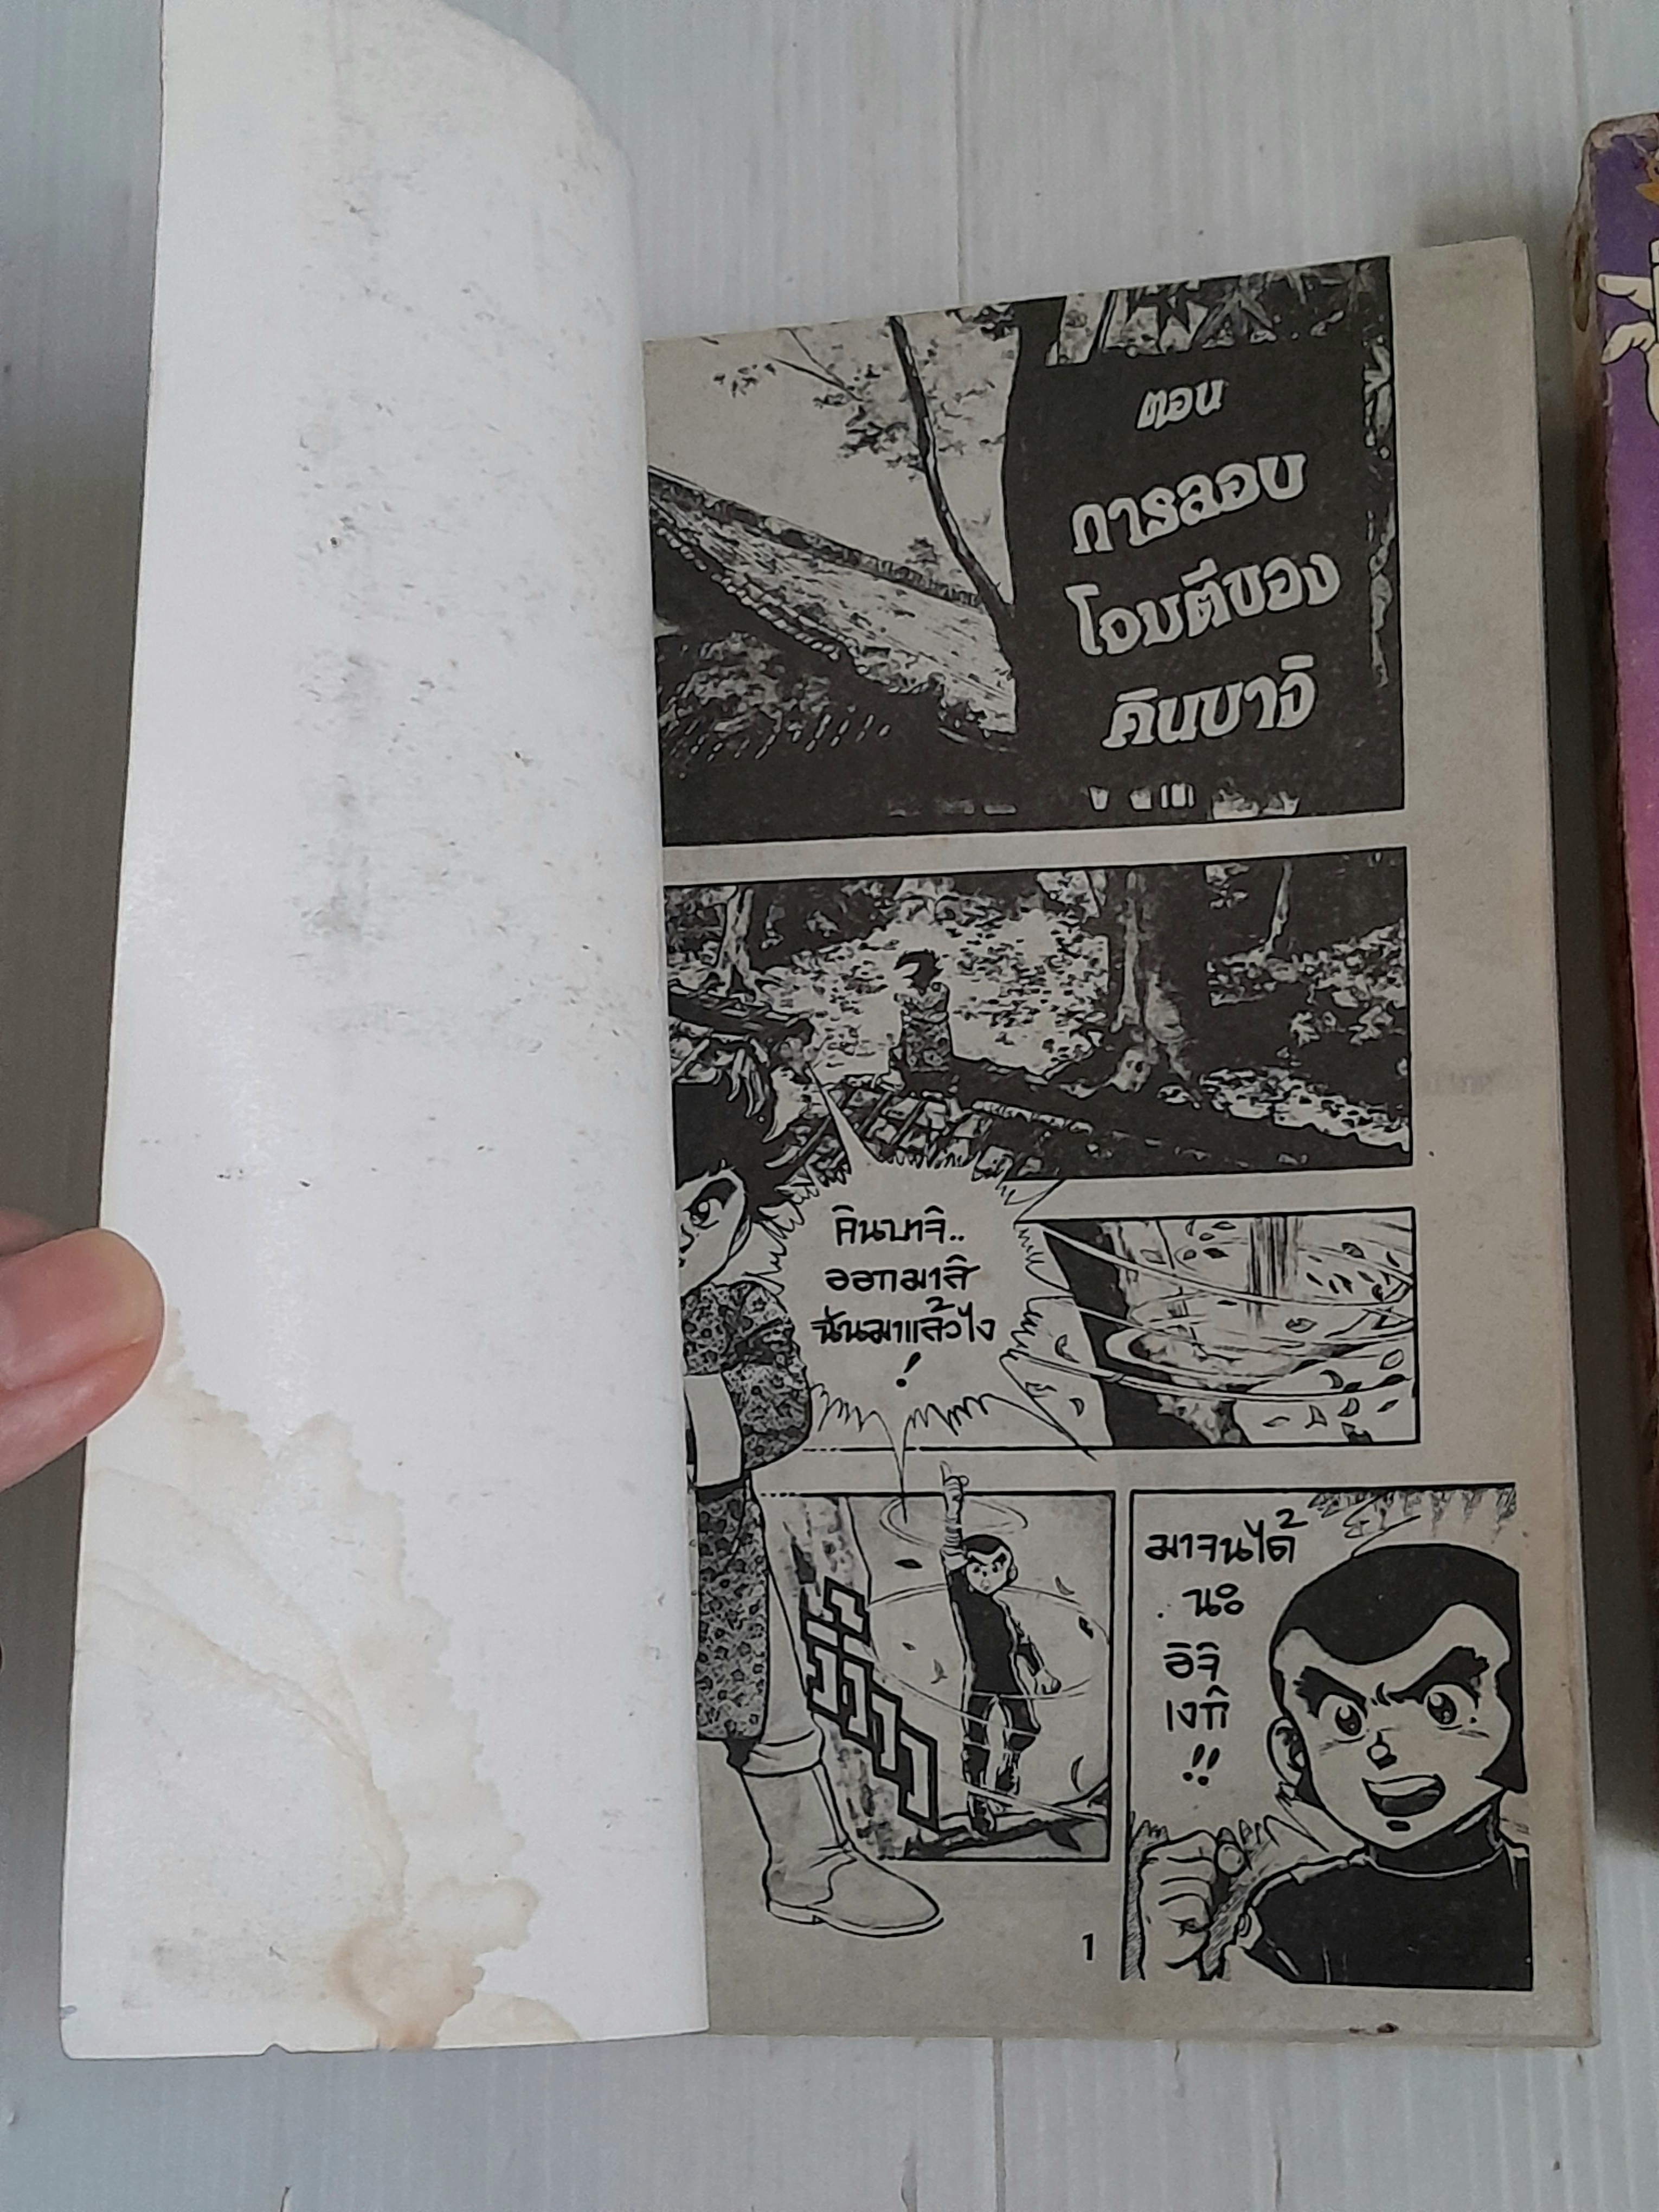 ตอน
การลอบ
โจมตีของ
คินบาจิ
คินบาจิ..
ออกมาสิ
ฉันมาแล้วไง
!
มาจนได้
นะ
อิจิ
เงกิ
!!
1